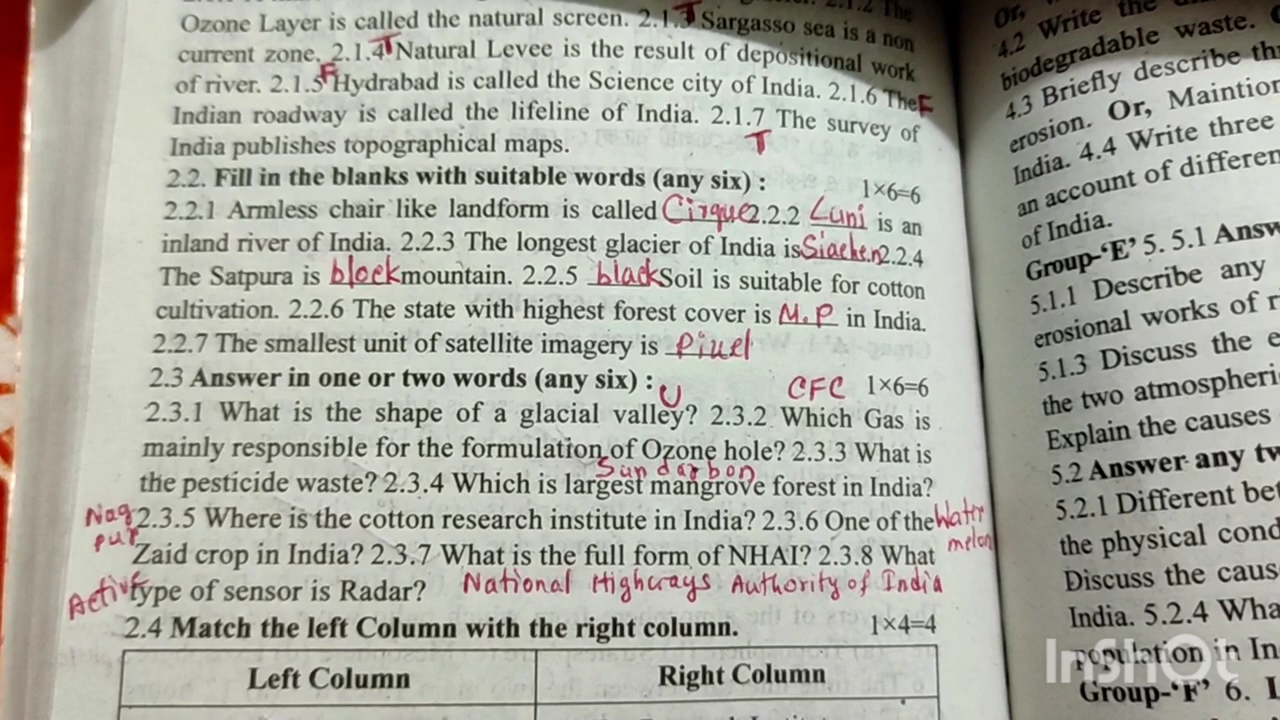 Ozone Layer is called the natural screen. 2.1.3 T Sargasso sea is a non
current zone. 2.1.4 T Natural Levee is the result of depositional work
of river. 2.1.5 F Hydrabad is called the Science city of India. 2.1.6 The F
Indian roadway is called the lifeline of India. 2.1.7 The survey of
India publishes topographical maps. T
2.2. Fill in the blanks with suitable words (any six) : 1×6=6
2.2.1 Armless chair like landform is called Cirque 2.2.2 Luni is an
inland river of India. 2.2.3 The longest glacier of India is Siachen 2.2.4
The Satpura is block mountain. 2.2.5 black Soil is suitable for cotton
cultivation. 2.2.6 The state with highest forest cover is M.P in India.
2.2.7 The smallest unit of satellite imagery is Pixel
2.3 Answer in one or two words (any six) : 1×6=6
U CFC
2.3.1 What is the shape of a glacial valley? 2.3.2 Which Gas is
mainly responsible for the formulation of Ozone hole? 2.3.3 What is
Sundarbon
the pesticide waste? 2.3.4 Which is largest mangrove forest in India?
Nagpur 2.3.5 Where is the cotton research institute in India? 2.3.6 One of the Water melon
Zaid crop in India? 2.3.7 What is the full form of NHAI? 2.3.8 What
Active type of sensor is Radar? National Highways Authority of India
2.4 Match the left Column with the right column. 1×4=4
Left Column Right Column
Or,
4.2 Write the
biodegradable waste.
4.3 Briefly describe
erosion. Or,
India. 4.4 Write three
an account of
of India.
Group-'E' 5. 5.1
5.1.1 Describe any
erosional works of
5.1.3 Discuss the
the two
Explain the causes
5.2 Answer any
5.2.1 Different
the physical
Discuss the
India. 5.2.4
population in
Group-'F' 6.
InShot